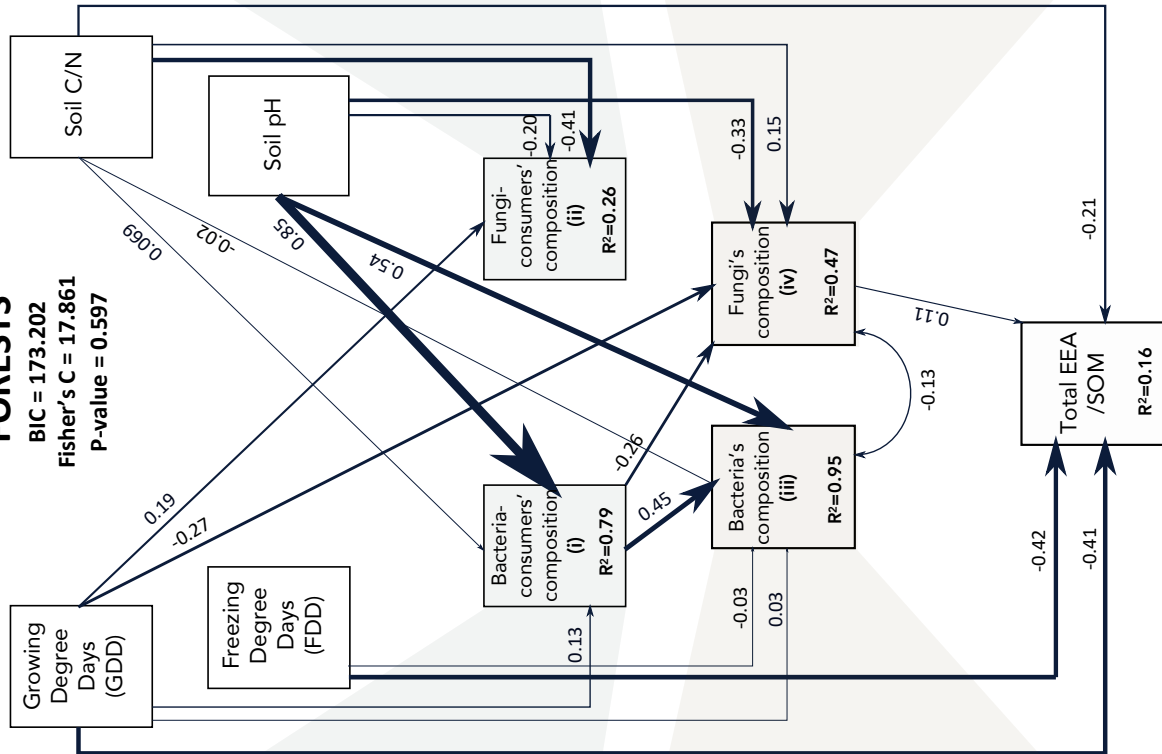 FORESTS
BIC = 173.202
Fisher's C = 17.861
P-value = 0.597
Growing
Degree
Days
(GDD)
Freezing
Degree
Days
(FDD)
Soil pH
Soil C/N
0.19
-0.27
0.069
-0.02
0.85
0.54
Bacteria-
consumers'
composition
(i)
R²=0.79
Fungi-
consumers'
composition
(ii)
R²=0.26
-0.20
-0.41
0.13
0.45
-0.26
Bacteria's
composition
(iii)
R²=0.95
Fungi's
composition
(iv)
R²=0.47
-0.33
0.15
-0.03
0.03
-0.13
0.11
-0.42
-0.41
-0.21
Total EEA
/SOM
R²=0.16